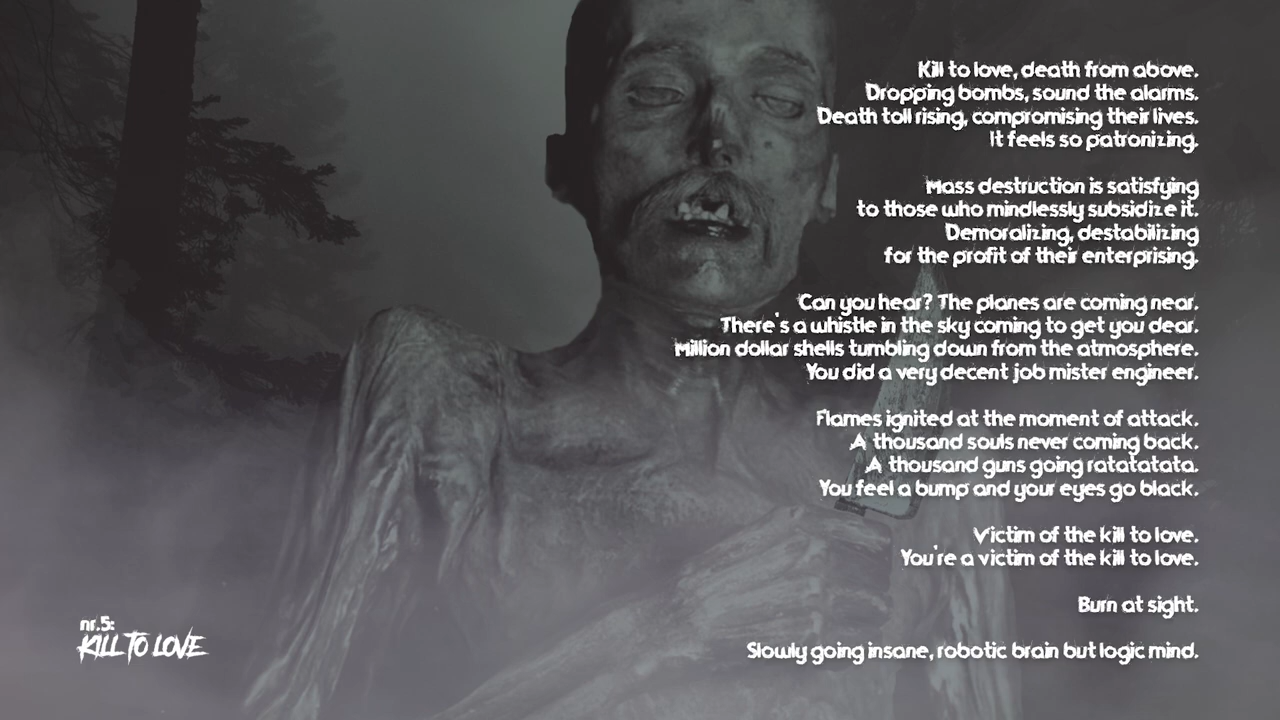 Kill to love, death from above.
Dropping bombs, sound the alarms.
Death toll rising, compromising their lives.
It feels so patronizing.
Mass destruction is satisfying
to those who mindlessly subsidize it.
Demoralizing, destabilizing
for the profit of their enterprising.
Can you hear? The planes are coming near.
There's a whistle in the sky coming to get you dear.
Million dollar shells tumbling down from the atmosphere.
You did a very decent job mister engineer.
Flames ignited at the moment of attack.
A thousand souls never coming back.
A thousand guns going ratatatata.
You feel a bump and your eyes go black.
Victim of the kill to love.
You're a victim of the kill to love.
Burn at sight.
Slowly going insane, robotic brain but logic mind.
nr.5:
KILL TO LOVE